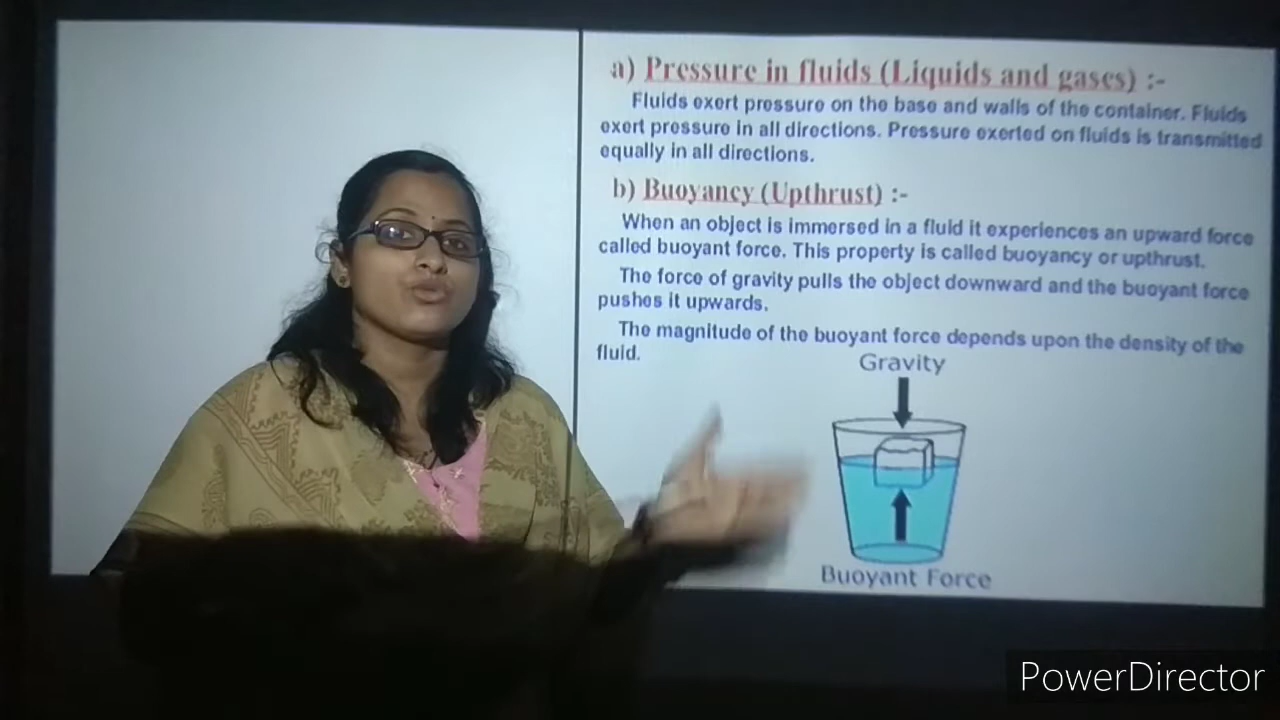 a) Pressure in fluids (Liquids and gases) :-
Fluids exert pressure on the base and walls of the container. Fluids
exert pressure in all directions. Pressure exerted on fluids is transmitted
equally in all directions.
b) Buoyancy (Upthrust) :-
When an object is immersed in a fluid it experiences an upward force
called buoyant force. This property is called buoyancy or upthrust.
The force of gravity pulls the object downward and the buoyant force
pushes it upwards.
The magnitude of the buoyant force depends upon the density of the
fluid.
Gravity
Buoyant Force
PowerDirector